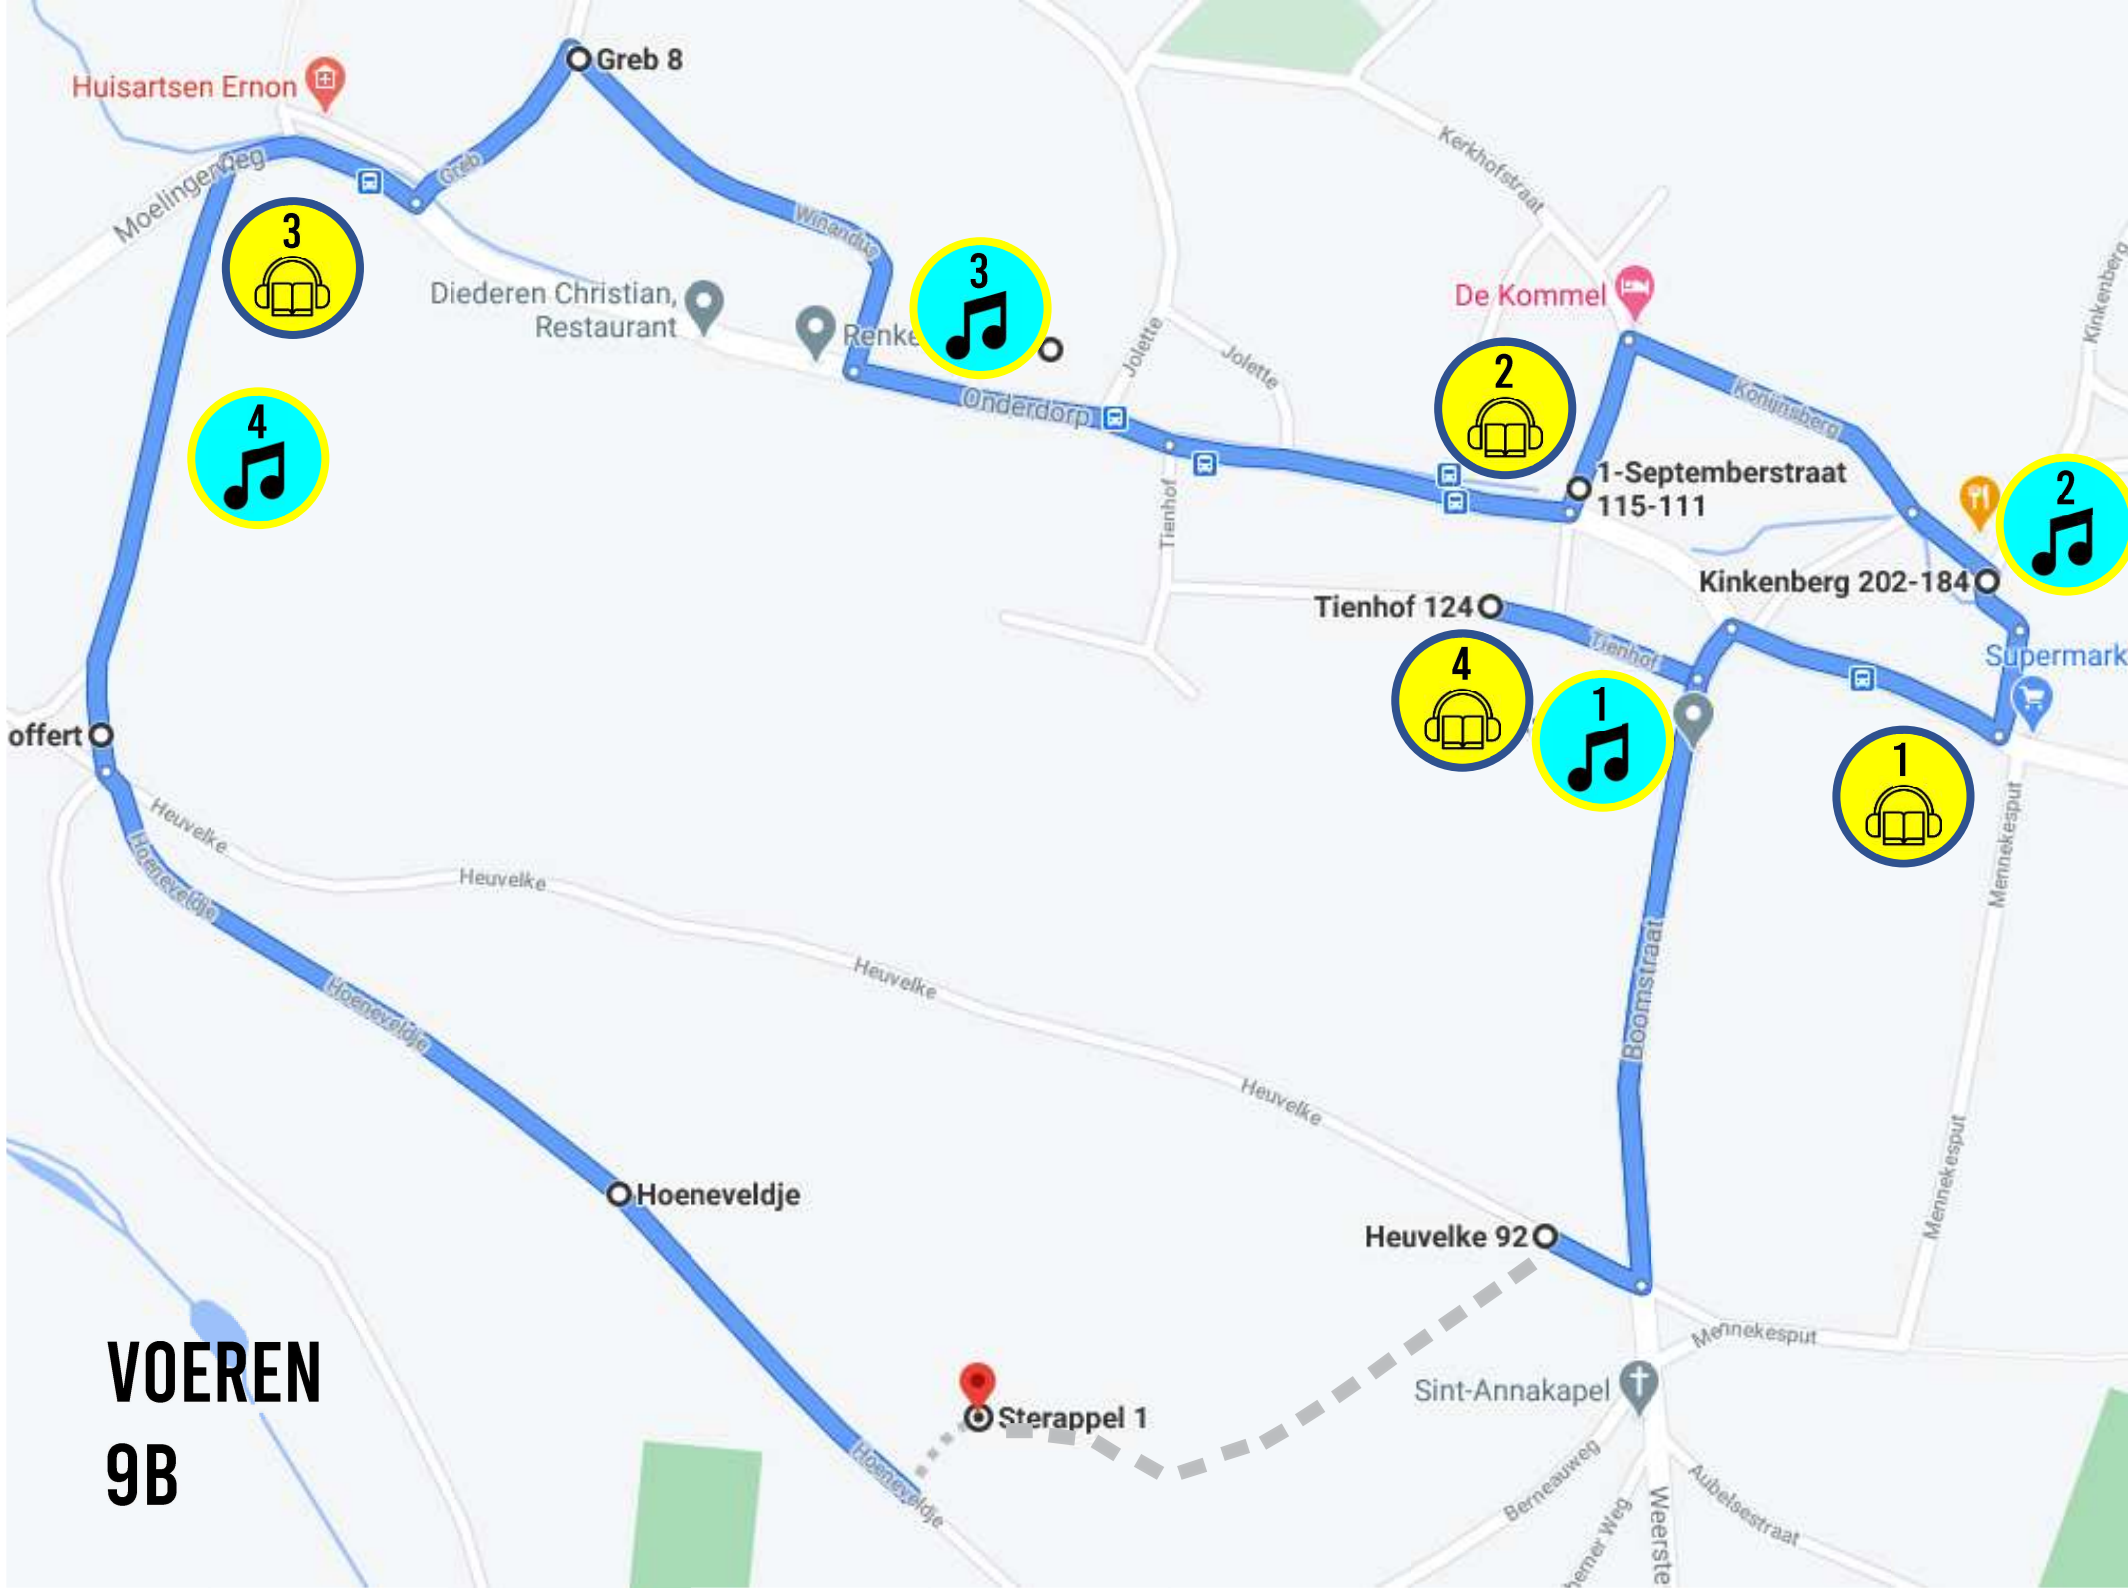 Greb 8
Huisartsen Ernon
Kerkhofstraat
Moelingerweg
Greb
3
Winandus
Kinkenberg
3
Diederen Christian,
Restaurant
De Kommel
Jolette
Jolette
2
Konijnsberg
4
Onderdorp
1-Septemberstraat
115-111
2
Tienhof
Kinkenberg 202-184
Tienhof 124
Tienhof
Supermark
4
1
offert
1
Heuvelke
Hoeneveldje
Heuvelke
Mennekesput
Heuvelke
Boomstraat
Hoeneveldje
Heuvelke
Mennekesput
Hoeneveldje
Heuvelke 92
Mennekesput
VOEREN
9B
Sterappel 1
Sint-Annakapel
Hoeneveldje
Berneauweg
Aubelsestraat
Weerste